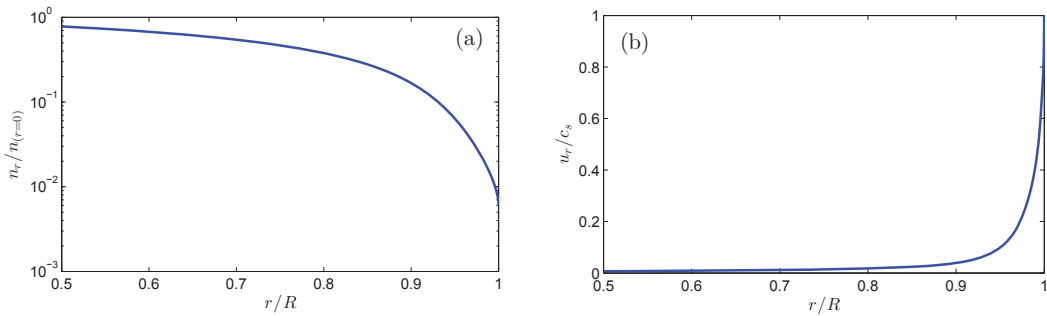 10^0
10^{-1}
10^{-2}
10^{-3}
n_r/n_{(r=0)}
(a)
0.5 0.6 0.7 0.8 0.9 1
r/R
1
0.8
0.6
0.4
0.2
0
u_r/c_s
(b)
0.5 0.6 0.7 0.8 0.9 1
r/R